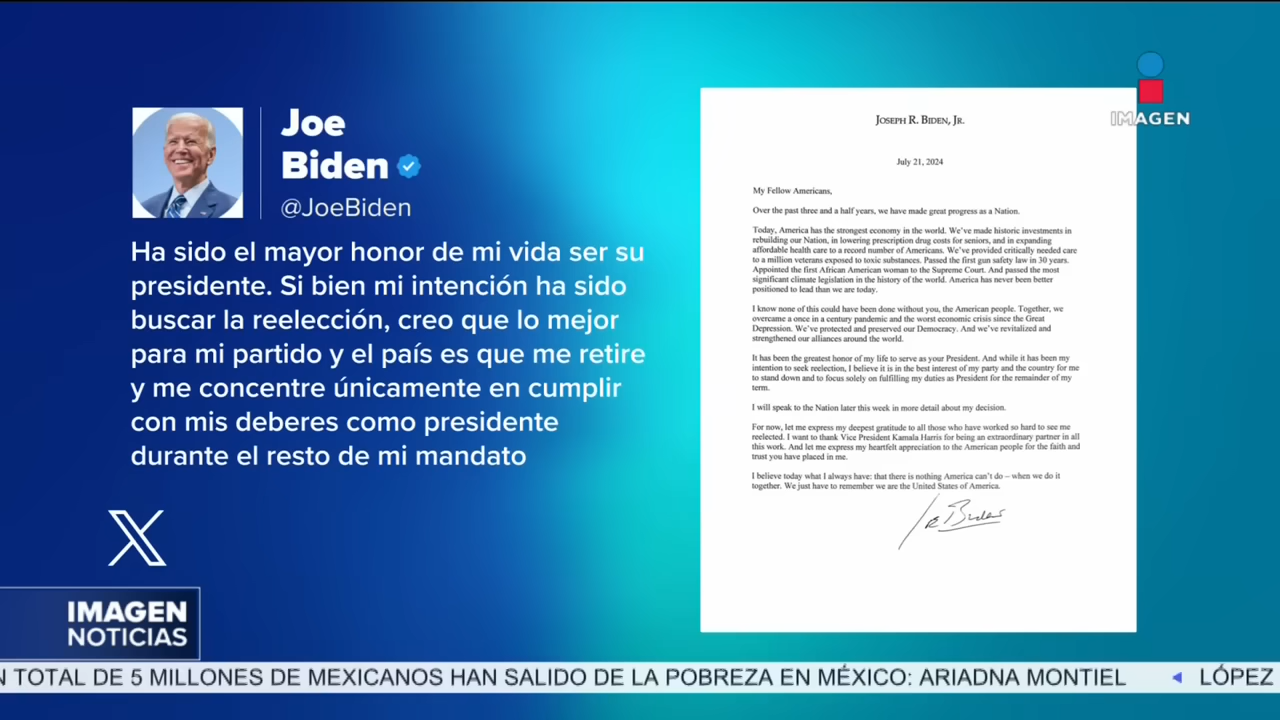 Joe
Biden
@JoeBiden
Ha sido el mayor honor de mi vida ser su
presidente. Si bien mi intención ha sido
buscar la reelección, creo que lo mejor
para mi partido y el país es que me retire
y me concentre únicamente en cumplir
con mis deberes como presidente
durante el resto de mi mandato
IMAGEN
JOSEPH R. BIDEN, JR.
July 21, 2024
My Fellow Americans,
Over the past three and a half years, we have made great progress as a Nation.
Today, America has the strongest economy in the world. We've made historic investments in
rebuilding our Nation, in lowering prescription drug costs for seniors, and in expanding
affordable health care to a record number of Americans. We've provided critically needed care
to a million veterans exposed to toxic substances. Passed the first gun safety law in 30 years.
Appointed the first African American woman to the Supreme Court. And passed the most
significant climate legislation in the history of the world. America has never been better
positioned to lead than we are today.
I know none of this could have been done without you, the American people. Together, we
overcame a once in a century pandemic and the worst economic crisis since the Great
Depression. We've protected and preserved our Democracy. And we've revitalized and
strengthened our alliances around the world.
It has been the greatest honor of my life to serve as your President. And while it has been my
intention to seek reelection, I believe it is in the best interest of my party and the country for me
to stand down and to focus solely on fulfilling my duties as President for the remainder of my
term.
I will speak to the Nation later this week in more detail about my decision.
For now, let me express my deepest gratitude to all those who have worked so hard to see me
reelected. I want to thank Vice President Kamala Harris for being an extraordinary partner in all
this work. And let me express my heartfelt appreciation to the American people for the faith and
trust you have placed in me.
I believe today what I always have: that there is nothing America can't do – when we do it
together. We just have to remember we are the United States of America.
Joe Biden
X
IMAGEN
NOTICIAS
N TOTAL DE 5 MILLONES DE MEXICANOS HAN SALIDO DE LA POBREZA EN MÉXICO: ARIADNA MONTIEL ◄ LÓPEZ